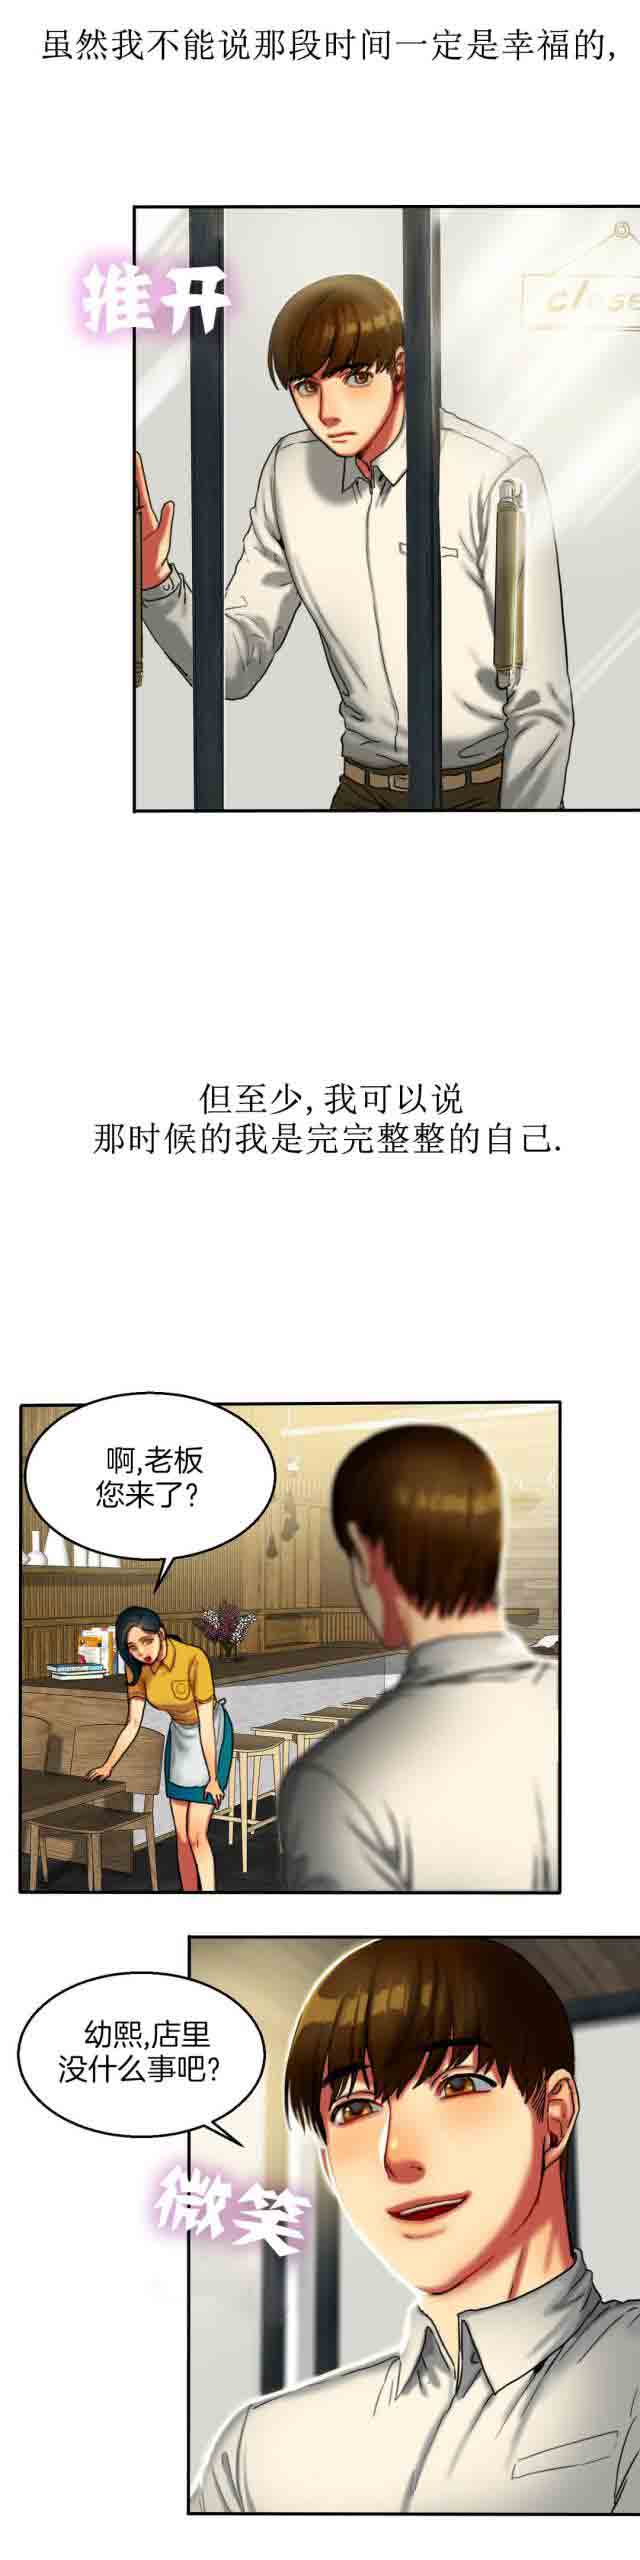 虽然我不能说那段时间一定是幸福的,
推开
close
但至少,我可以说
那时候的我是完完整整的自己.
啊,老板
您来了?
幼熙,店里
没什么事吧?
微笑